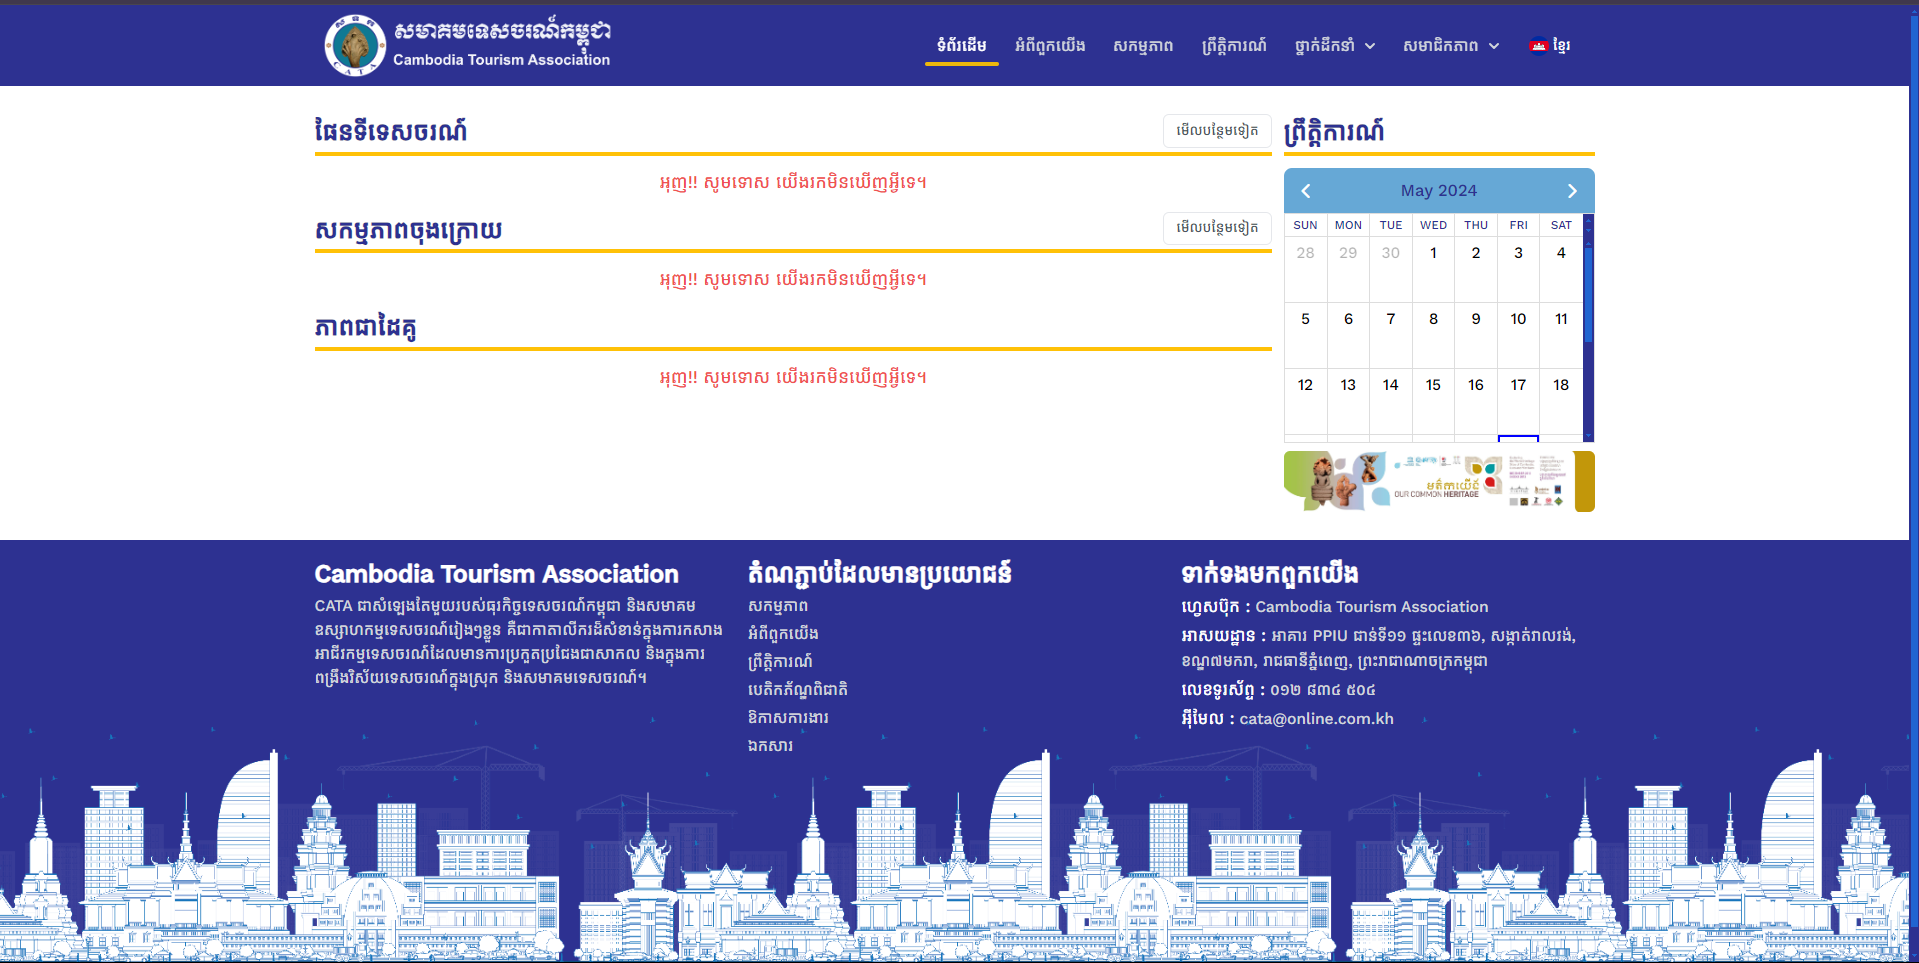 សមាគមទេសចរណ៍កម្ពុជា
Cambodia Tourism Association
CATA
ទំព័រដើម
អំពីពួកយើង
សកម្មភាព
ព្រឹត្តិការណ៍
ថ្នាក់ដឹកនាំ
សមាជិកភាព
ខ្មែរ
ផែនទីទេសចរណ៍
មើលបន្ថែមទៀត
អុញ!! សូមទោស យើងរកមិនឃើញអ្វីទេ។
សកម្មភាពចុងក្រោយ
មើលបន្ថែមទៀត
អុញ!! សូមទោស យើងរកមិនឃើញអ្វីទេ។
ភាពជាដៃគូ
អុញ!! សូមទោស យើងរកមិនឃើញអ្វីទេ។
ព្រឹត្តិការណ៍
May 2024
SUN MON TUE WED THU FRI SAT
28 29 30 1 2 3 4
5 6 7 8 9 10 11
12 13 14 15 16 17 18
មត៌កយើង
OUR COMMON HERITAGE
Cambodia Tourism Association
CATA ជាសំឡេងតែមួយរបស់ធុរកិច្ចទេសចរណ៍កម្ពុជា និងសមាគម
ឧស្សាហកម្មទេសចរណ៍រៀងៗខ្លួន គឺជាកាតាលីករដ៏សំខាន់ក្នុងការកសាង
អាជីវកម្មទេសចរណ៍ដែលមានការប្រកួតប្រជែងជាសាកល និងក្នុងការ
ពង្រឹងវិស័យទេសចរណ៍ក្នុងស្រុក និងសមាគមទេសចរណ៍។
តំណភ្ជាប់ដែលមានប្រយោជន៍
សកម្មភាព
អំពីពួកយើង
ព្រឹត្តិការណ៍
បេតិកភ័ណ្ឌពិជាតិ
ឱកាសការងារ
ឯកសារ
ទាក់ទងមកពួកយើង
ហ្វេសប៊ុក : Cambodia Tourism Association
អាសយដ្ឋាន : អាគារ PPIU ជាន់ទី១១ ផ្ទះលេខ៣៦, សង្កាត់វាលវង់,
ខណ្ឌ៧មករា, រាជធានីភ្នំពេញ, ព្រះរាជាណាចក្រកម្ពុជា
លេខទូរស័ព្ទ : ០១២ ៨៣៤ ៥០៤
អ៊ីមែល : cata@online.com.kh